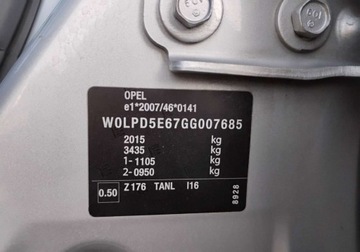 OPEL
e1*2007/46*0141
W0LPD5E67GG007685
2015 kg
3435 kg
1-1105 kg
2-0950 kg
0.50 Z176 TANL I16
8928